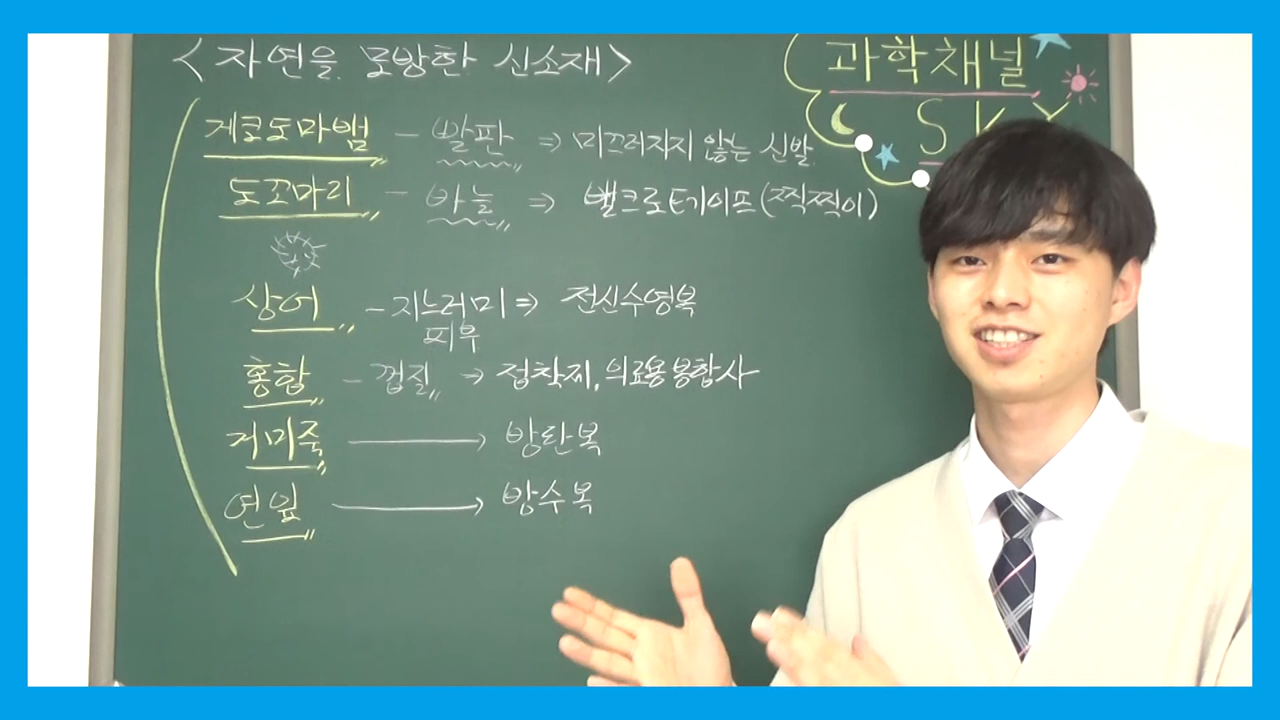 <자연을 모방한 신소재>
게코도마뱀 - 발판 ⇒ 미끄러지지 않는 신발
도꼬마리 - 바늘 ⇒ 벨크로테이프(찍찍이)
상어 - 지느러미 ⇒ 전신수영복
피부
홍합 - 껍질 → 접착제, 의료용 봉합사
거미줄 → 방탄복
연잎 → 방수복
과학채널
SKY